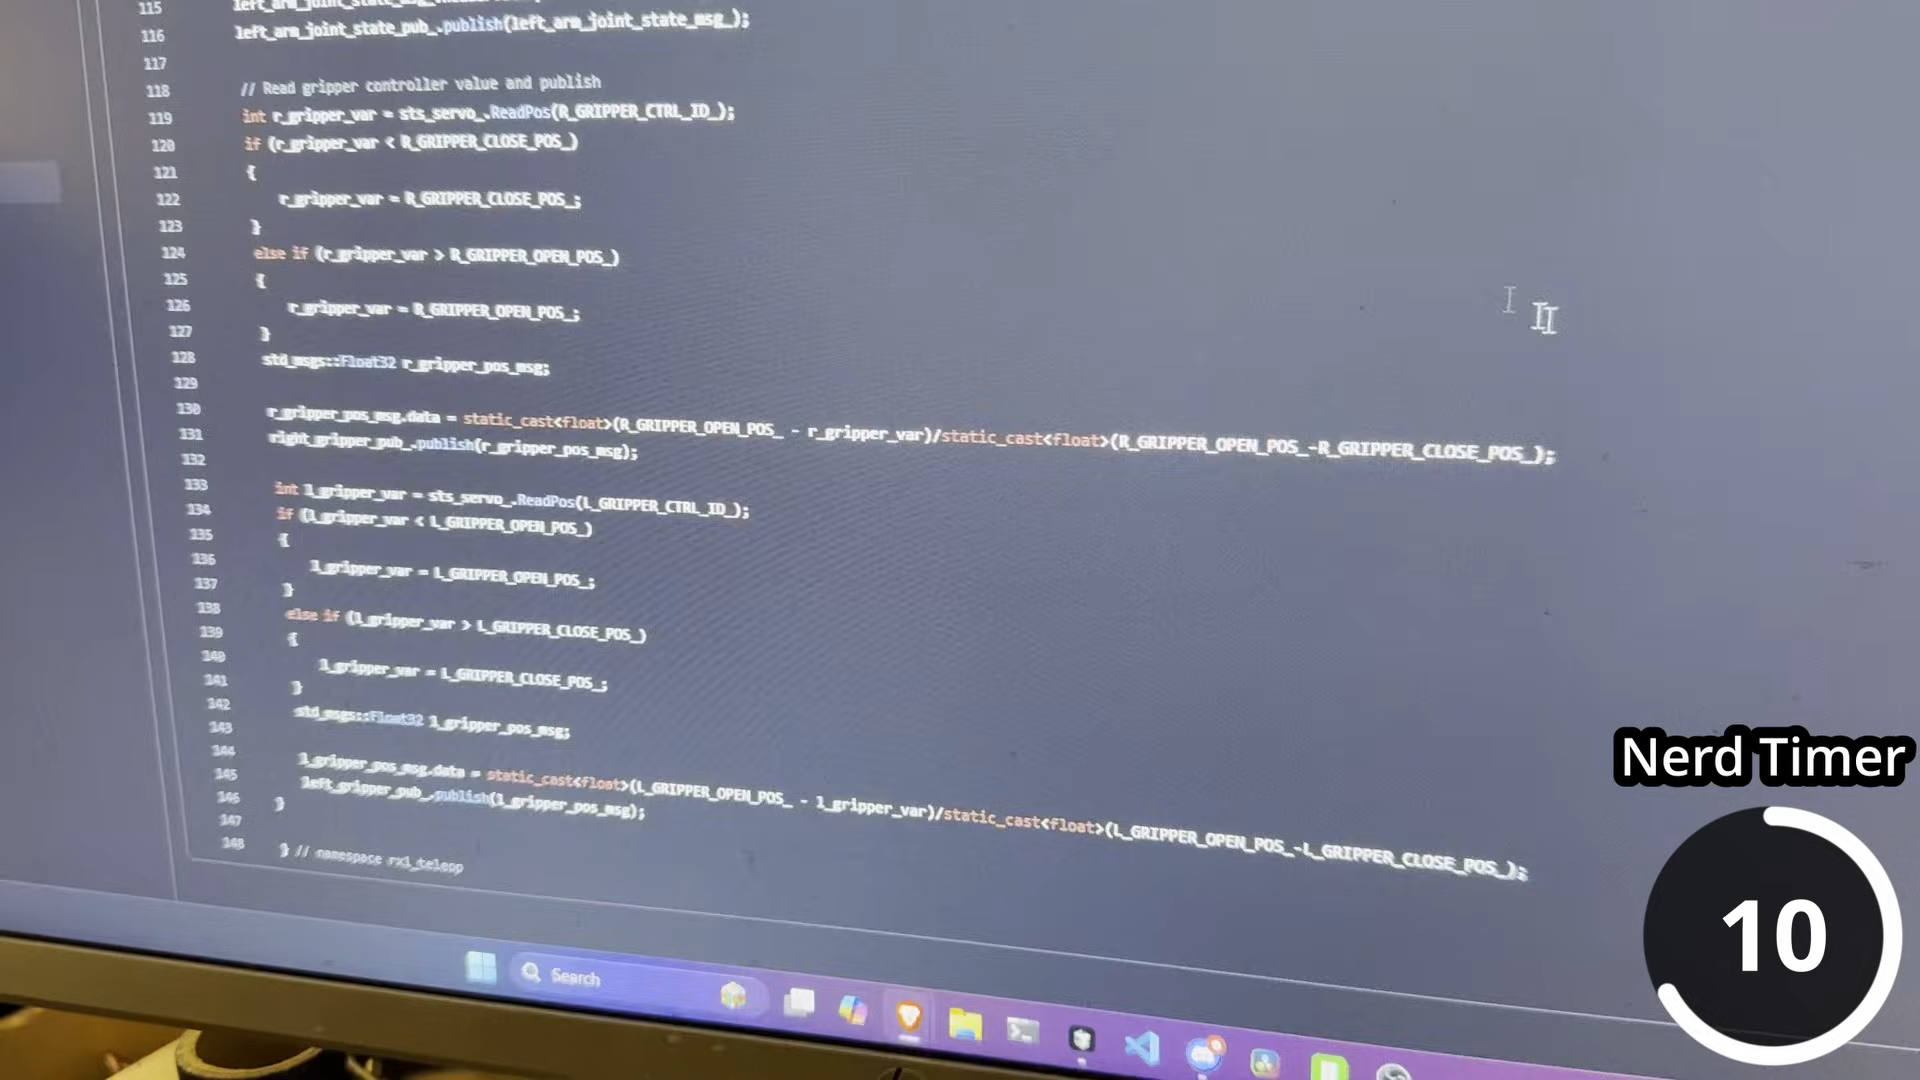 115
116 left_arm_joint_state_pub_.publish(left_arm_joint_state_msg_);
117
118 // Read gripper controller value and publish
119 int r_gripper_var = sts_servo_.ReadPos(R_GRIPPER_CTRL_ID_);
120 if (r_gripper_var < R_GRIPPER_CLOSE_POS_)
121 {
122 r_gripper_var = R_GRIPPER_CLOSE_POS_;
123 }
124 else if (r_gripper_var > R_GRIPPER_OPEN_POS_)
125 {
126 r_gripper_var = R_GRIPPER_OPEN_POS_;
127 }
128 std_msgs::Float32 r_gripper_pos_msg;
129
130 r_gripper_pos_msg.data = static_cast<float>(R_GRIPPER_OPEN_POS_ - r_gripper_var)/static_cast<float>(R_GRIPPER_OPEN_POS_-R_GRIPPER_CLOSE_POS_);
131 right_gripper_pub_.publish(r_gripper_pos_msg);
132
133 int l_gripper_var = sts_servo_.ReadPos(L_GRIPPER_CTRL_ID_);
134 if (l_gripper_var < L_GRIPPER_OPEN_POS_)
135 {
136 l_gripper_var = L_GRIPPER_OPEN_POS_;
137 }
138 else if (l_gripper_var > L_GRIPPER_CLOSE_POS_)
139 {
140 l_gripper_var = L_GRIPPER_CLOSE_POS_;
141 }
142 std_msgs::Float32 l_gripper_pos_msg;
143
144 l_gripper_pos_msg.data = static_cast<float>(L_GRIPPER_OPEN_POS_ - l_gripper_var)/static_cast<float>(L_GRIPPER_OPEN_POS_-L_GRIPPER_CLOSE_POS_);
145 left_gripper_pub_.publish(l_gripper_pos_msg);
146 }
147
148 } // namespace rx1_teleop
Search
Nerd Timer
10